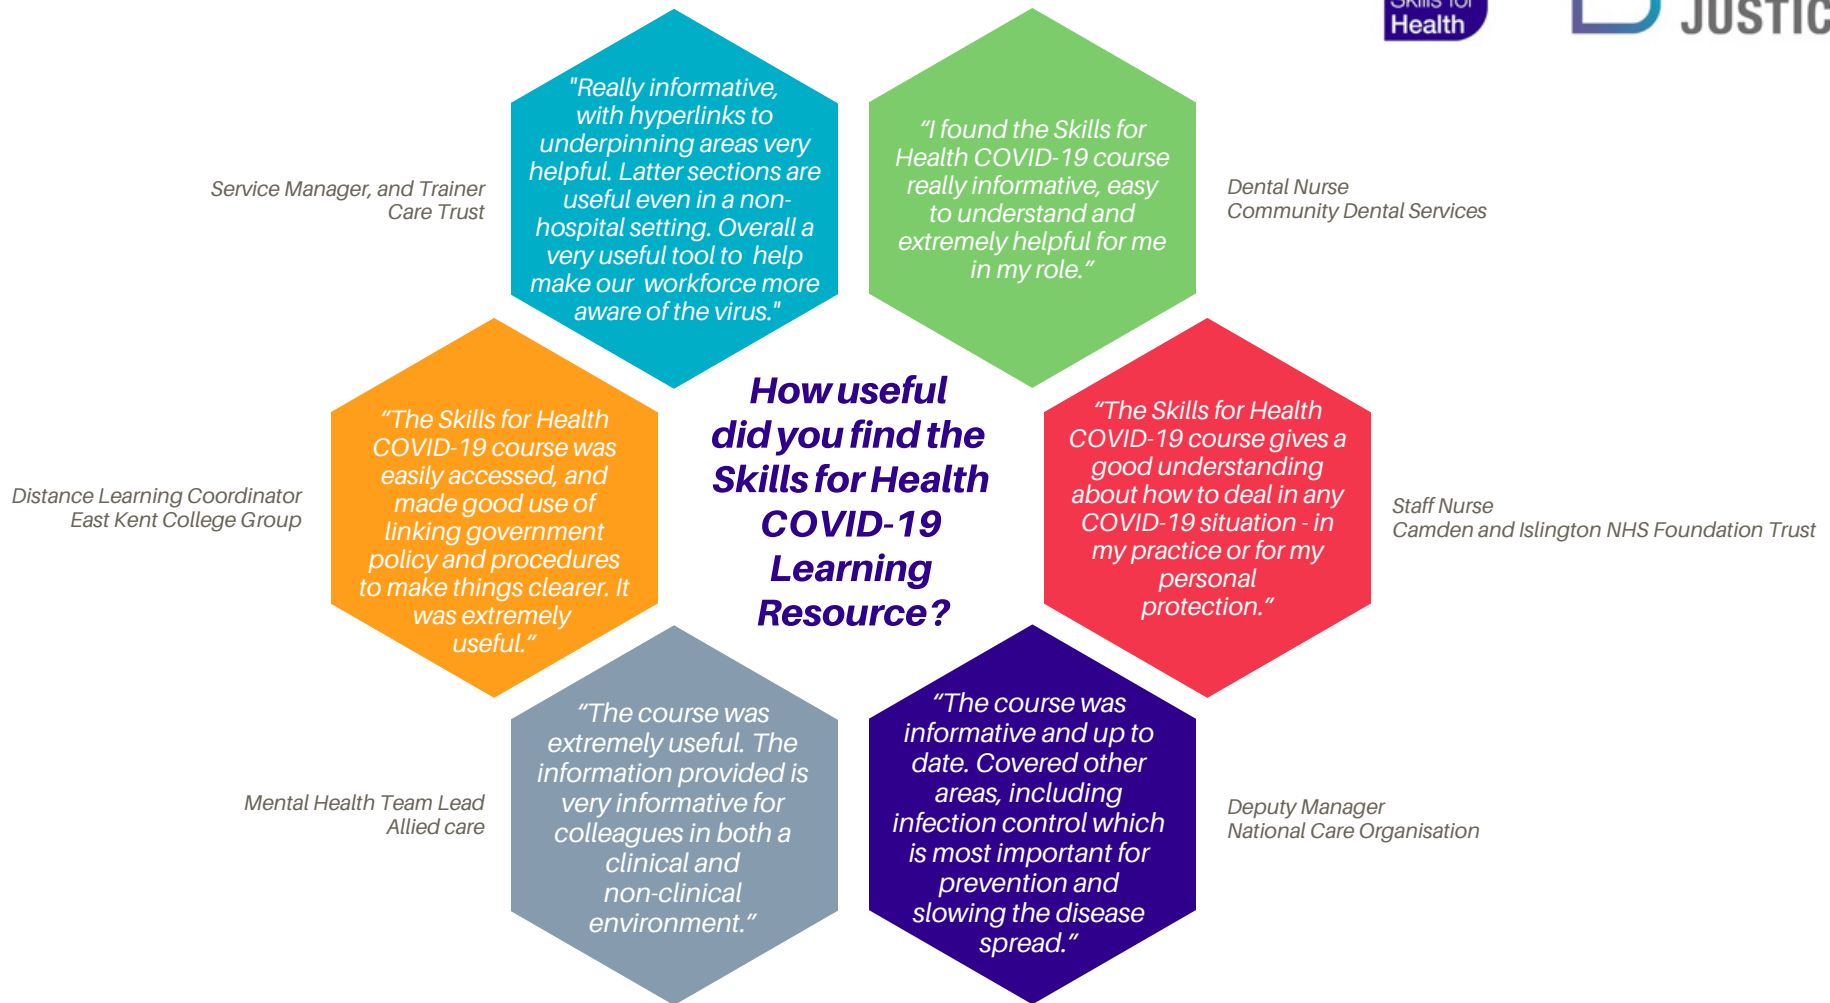 Skills for
Health
JUSTIC
"Really informative,
with hyperlinks to
underpinning areas very
helpful. Latter sections are
useful even in a non-
hospital setting. Overall a
very useful tool to help
make our workforce more
aware of the virus."
Service Manager, and Trainer
Care Trust
“I found the Skills for
Health COVID-19 course
really informative, easy
to understand and
extremely helpful for me
in my role.”
Dental Nurse
Community Dental Services
How useful
did you find the
Skills for Health
COVID-19
Learning
Resource?
“The Skills for Health
COVID-19 course was
easily accessed, and
made good use of
linking government
policy and procedures
to make things clearer. It
was extremely
useful.”
Distance Learning Coordinator
East Kent College Group
“The Skills for Health
COVID-19 course gives a
good understanding
about how to deal in any
COVID-19 situation - in
my practice or for my
personal
protection.”
Staff Nurse
Camden and Islington NHS Foundation Trust
“The course was
extremely useful. The
information provided is
very informative for
colleagues in both a
clinical and
non-clinical
environment.”
Mental Health Team Lead
Allied care
“The course was
informative and up to
date. Covered other
areas, including
infection control which
is most important for
prevention and
slowing the disease
spread.”
Deputy Manager
National Care Organisation